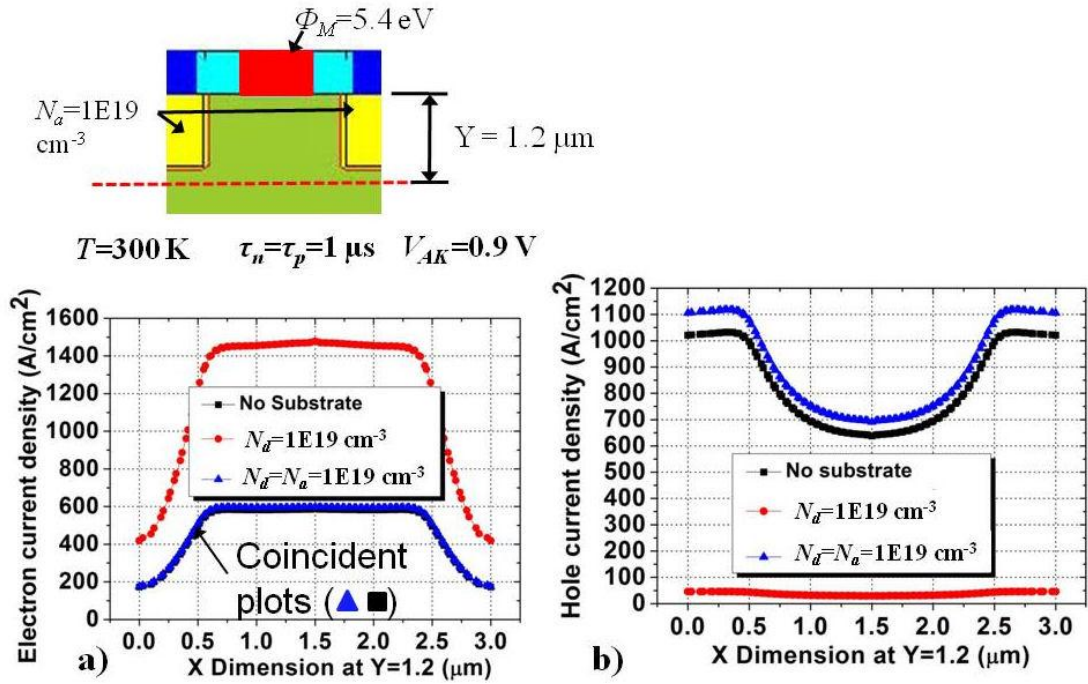 Φ_M=5.4 eV
N_a=1E19
cm-3
Y = 1.2 μm
T=300 K τ_n=τ_p=1 μs V_AK=0.9 V
Electron current density (A/cm²)
1600
1400
1200
1000
800
600
400
200
0
No Substrate
N_d=1E19 cm-3
N_d=N_a=1E19 cm-3
Coincident
plots (▲ ■)
0.0 0.5 1.0 1.5 2.0 2.5 3.0
a) X Dimension at Y=1.2 (μm)
Hole current density (A/cm²)
1200
1100
1000
900
800
700
600
500
400
300
200
100
0
No substrate
N_d=1E19 cm-3
N_d=N_a=1E19 cm-3
0.0 0.5 1.0 1.5 2.0 2.5 3.0
b) X Dimension at Y=1.2 (μm)